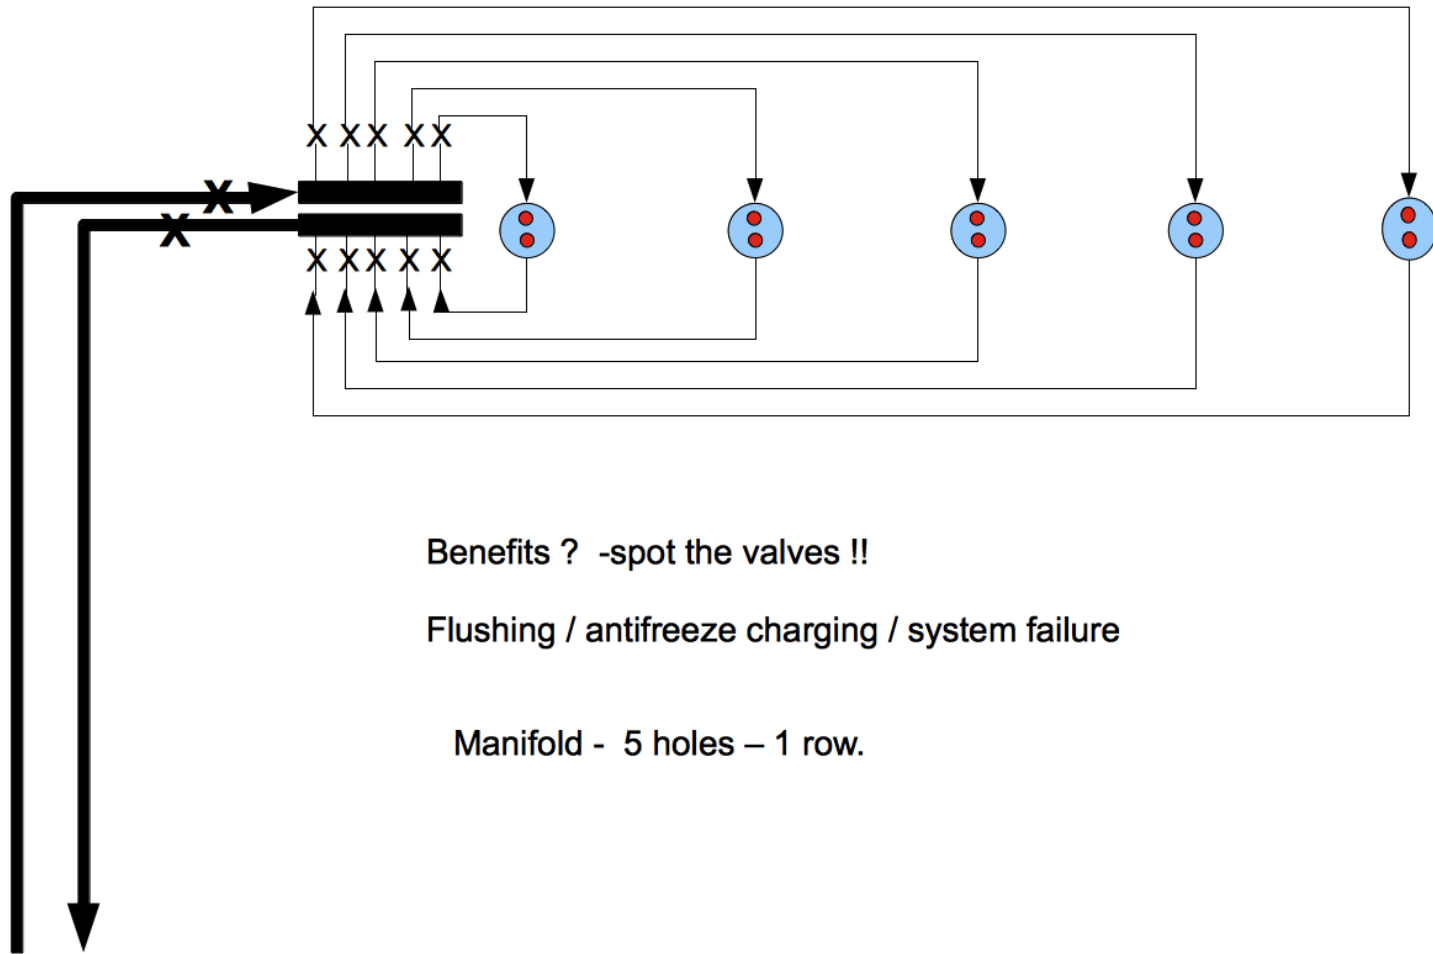 X X X X X
X
X
X X X X X
Benefits ? -spot the valves !!
Flushing / antifreeze charging / system failure
Manifold - 5 holes – 1 row.